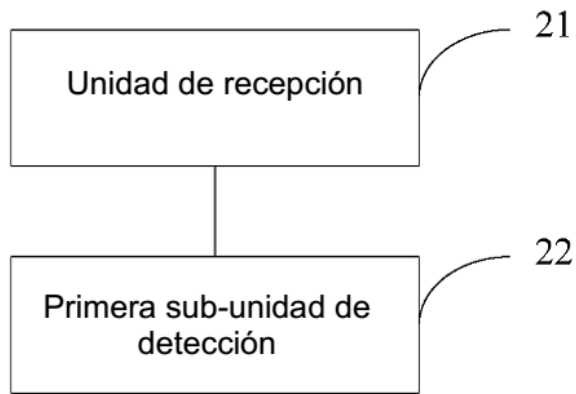 21
Unidad de recepción
22
Primera sub-unidad de
detección